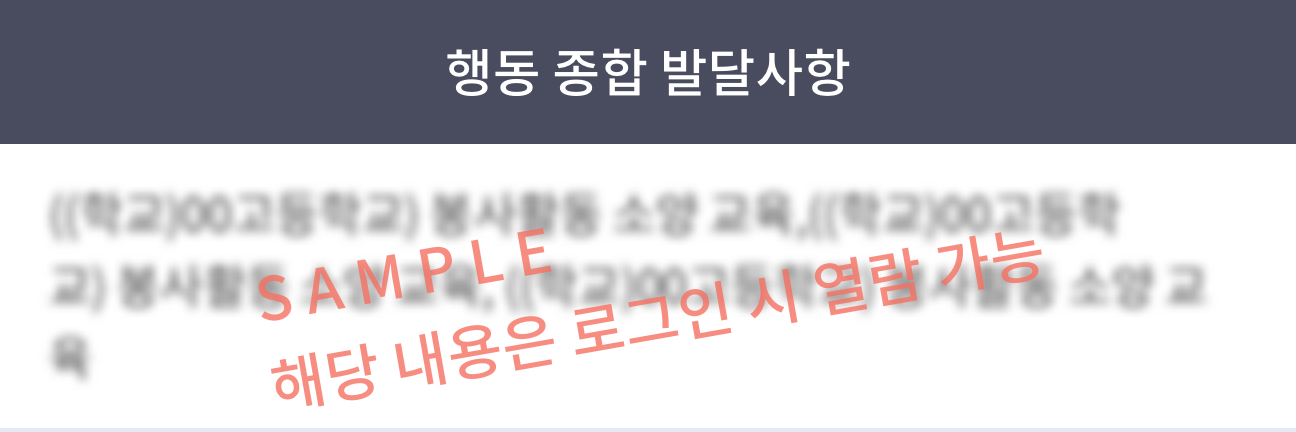 행동 종합 발달사항
((학교)00고등학교) 봉사활동 소양 교육,((학교)00고등학
교) 봉사활동 소양 교육, ((학교)00고등학교) 봉사활동 소양 교
육
SAMPLE
해당 내용은 로그인 시 열람 가능